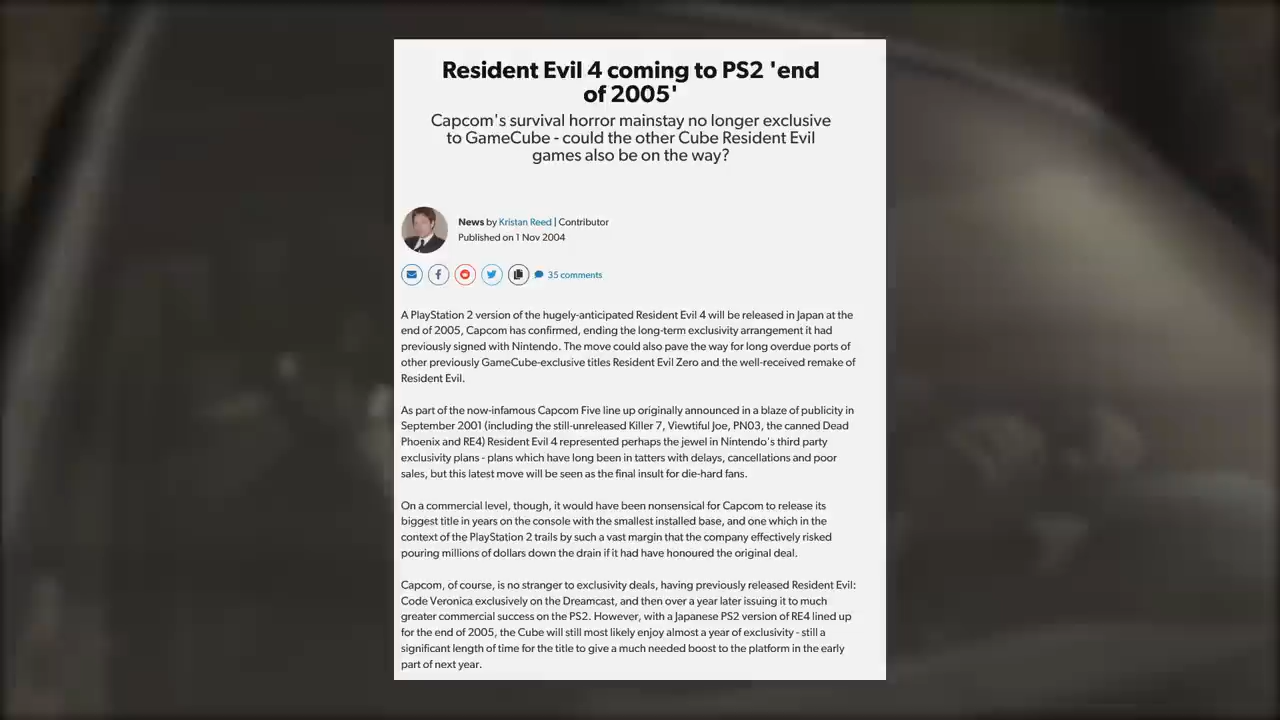 Resident Evil 4 coming to PS2 'end
of 2005'
Capcom's survival horror mainstay no longer exclusive
to GameCube - could the other Cube Resident Evil
games also be on the way?
News by Kristan Reed | Contributor
Published on 1 Nov 2004
35 comments
A PlayStation 2 version of the hugely-anticipated Resident Evil 4 will be released in Japan at the
end of 2005, Capcom has confirmed, ending the long-term exclusivity arrangement it had
previously signed with Nintendo. The move could also pave the way for long overdue ports of
other previously GameCube-exclusive titles Resident Evil Zero and the well-received remake of
Resident Evil.
As part of the now-infamous Capcom Five line up originally announced in a blaze of publicity in
September 2001 (including the still-unreleased Killer 7, Viewtiful Joe, PN03, the canned Dead
Phoenix and RE4) Resident Evil 4 represented perhaps the jewel in Nintendo's third party
exclusivity plans - plans which have long been in tatters with delays, cancellations and poor
sales, but this latest move will be seen as the final insult for die-hard fans.
On a commercial level, though, it would have been nonsensical for Capcom to release its
biggest title in years on the console with the smallest installed base, and one which in the
context of the PlayStation 2 trails by such a vast margin that the company effectively risked
pouring millions of dollars down the drain if it had have honoured the original deal.
Capcom, of course, is no stranger to exclusivity deals, having previously released Resident Evil:
Code Veronica exclusively on the Dreamcast, and then over a year later issuing it to much
greater commercial success on the PS2. However, with a Japanese PS2 version of RE4 lined up
for the end of 2005, the Cube will still most likely enjoy almost a year of exclusivity - still a
significant length of time for the title to give a much needed boost to the platform in the early
part of next year.